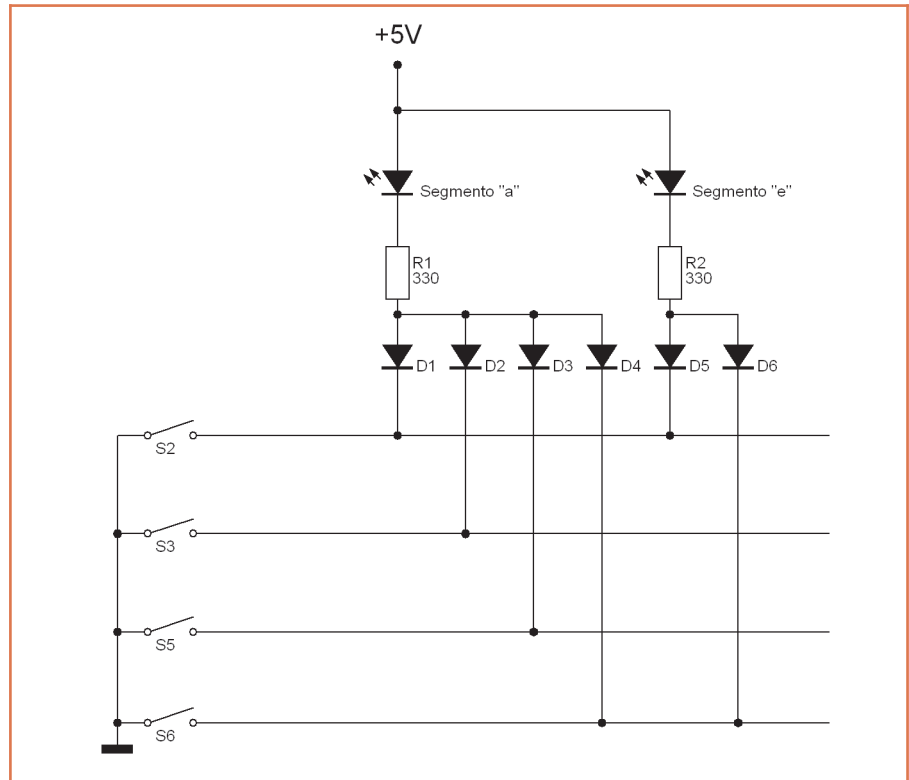 +5V
Segmento "a"
Segmento "e"
R1
330
R2
330
D1
D2
D3
D4
D5
D6
S2
S3
S5
S6